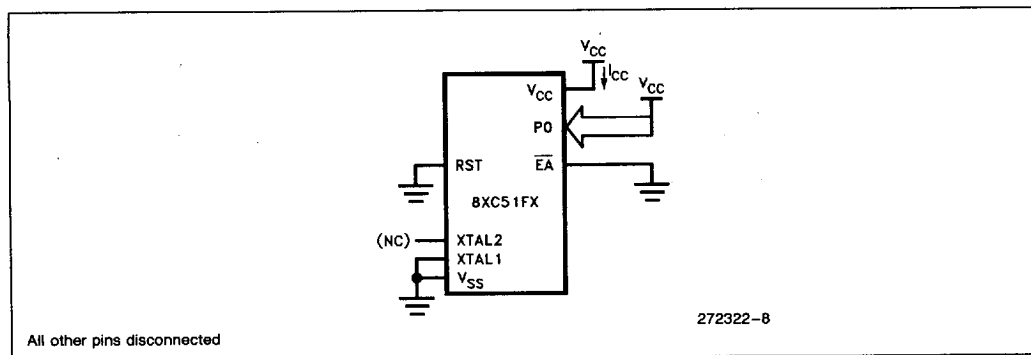 VCC
ICC
VCC
VCC
P0
RST
EA
8XC51FX
(NC)
XTAL2
XTAL1
VSS
272322-8
All other pins disconnected